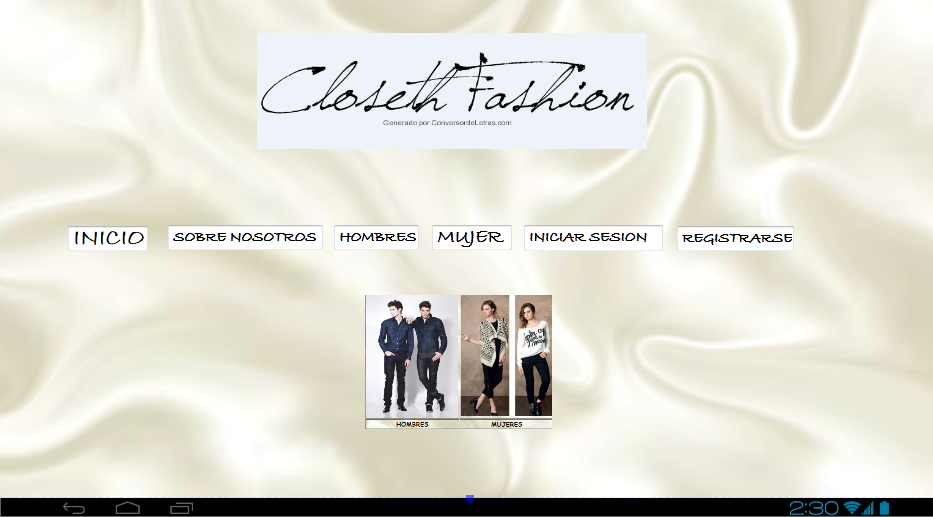 Closeth Fashion
Generado por ConversordeLetras.com
INICIO
SOBRE NOSOTROS
HOMBRES
MUJER
INICIAR SESION
REGISTRARSE
HOMBRES
MUJERES
2:30